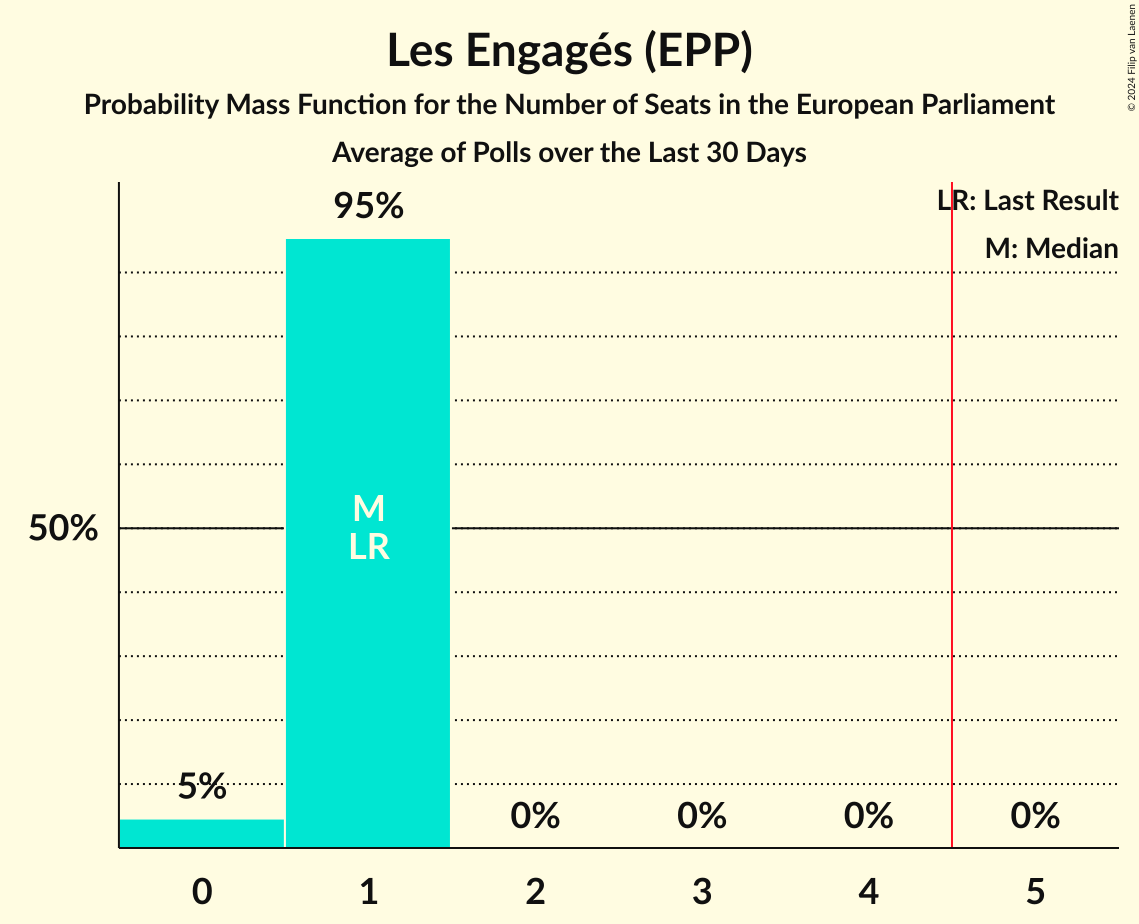 Les Engagés (EPP)
Probability Mass Function for the Number of Seats in the European Parliament
Average of Polls over the Last 30 Days
© 2024 Filip van Laenen
LR: Last Result
M: Median
95%
50%
M
LR
5%
0%
0%
0%
0%
0
1
2
3
4
5